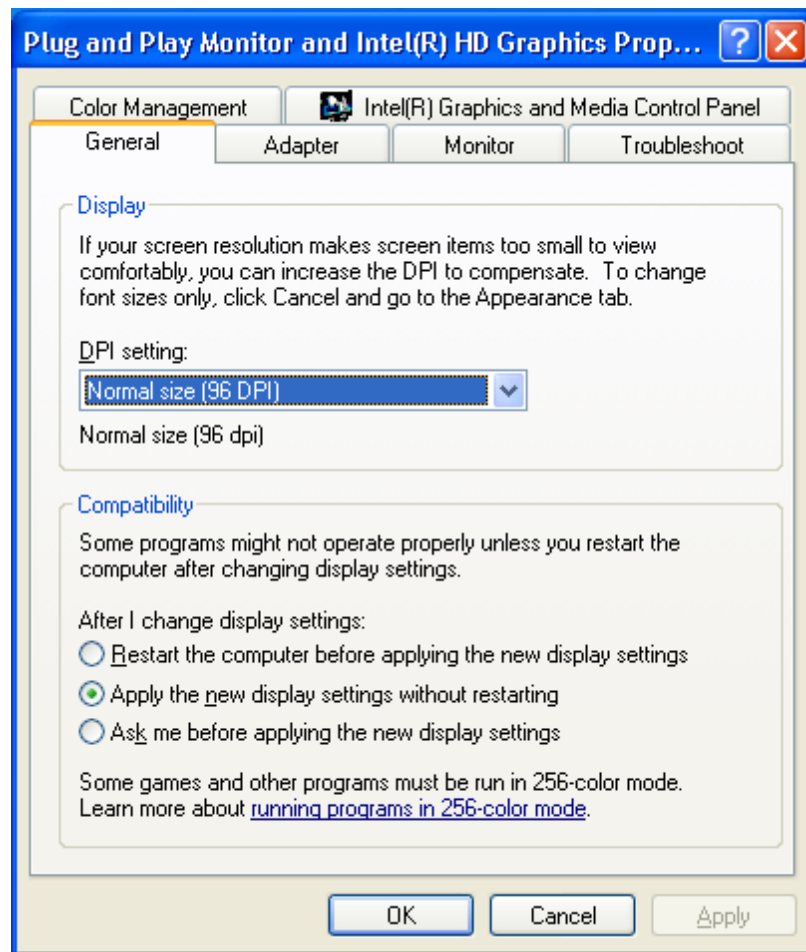 Plug and Play Monitor and Intel(R) HD Graphics Prop...
Color Management
Intel(R) Graphics and Media Control Panel
General
Adapter
Monitor
Troubleshoot
Display
If your screen resolution makes screen items too small to view
comfortably, you can increase the DPI to compensate.  To change
font sizes only, click Cancel and go to the Appearance tab.
DPI setting:
Normal size (96 DPI)
Normal size (96 dpi)
Compatibility
Some programs might not operate properly unless you restart the
computer after changing display settings.
After I change display settings:
Restart the computer before applying the new display settings
Apply the new display settings without restarting
Ask me before applying the new display settings
Some games and other programs must be run in 256-color mode.
Learn more about running programs in 256-color mode.
OK
Cancel
Apply